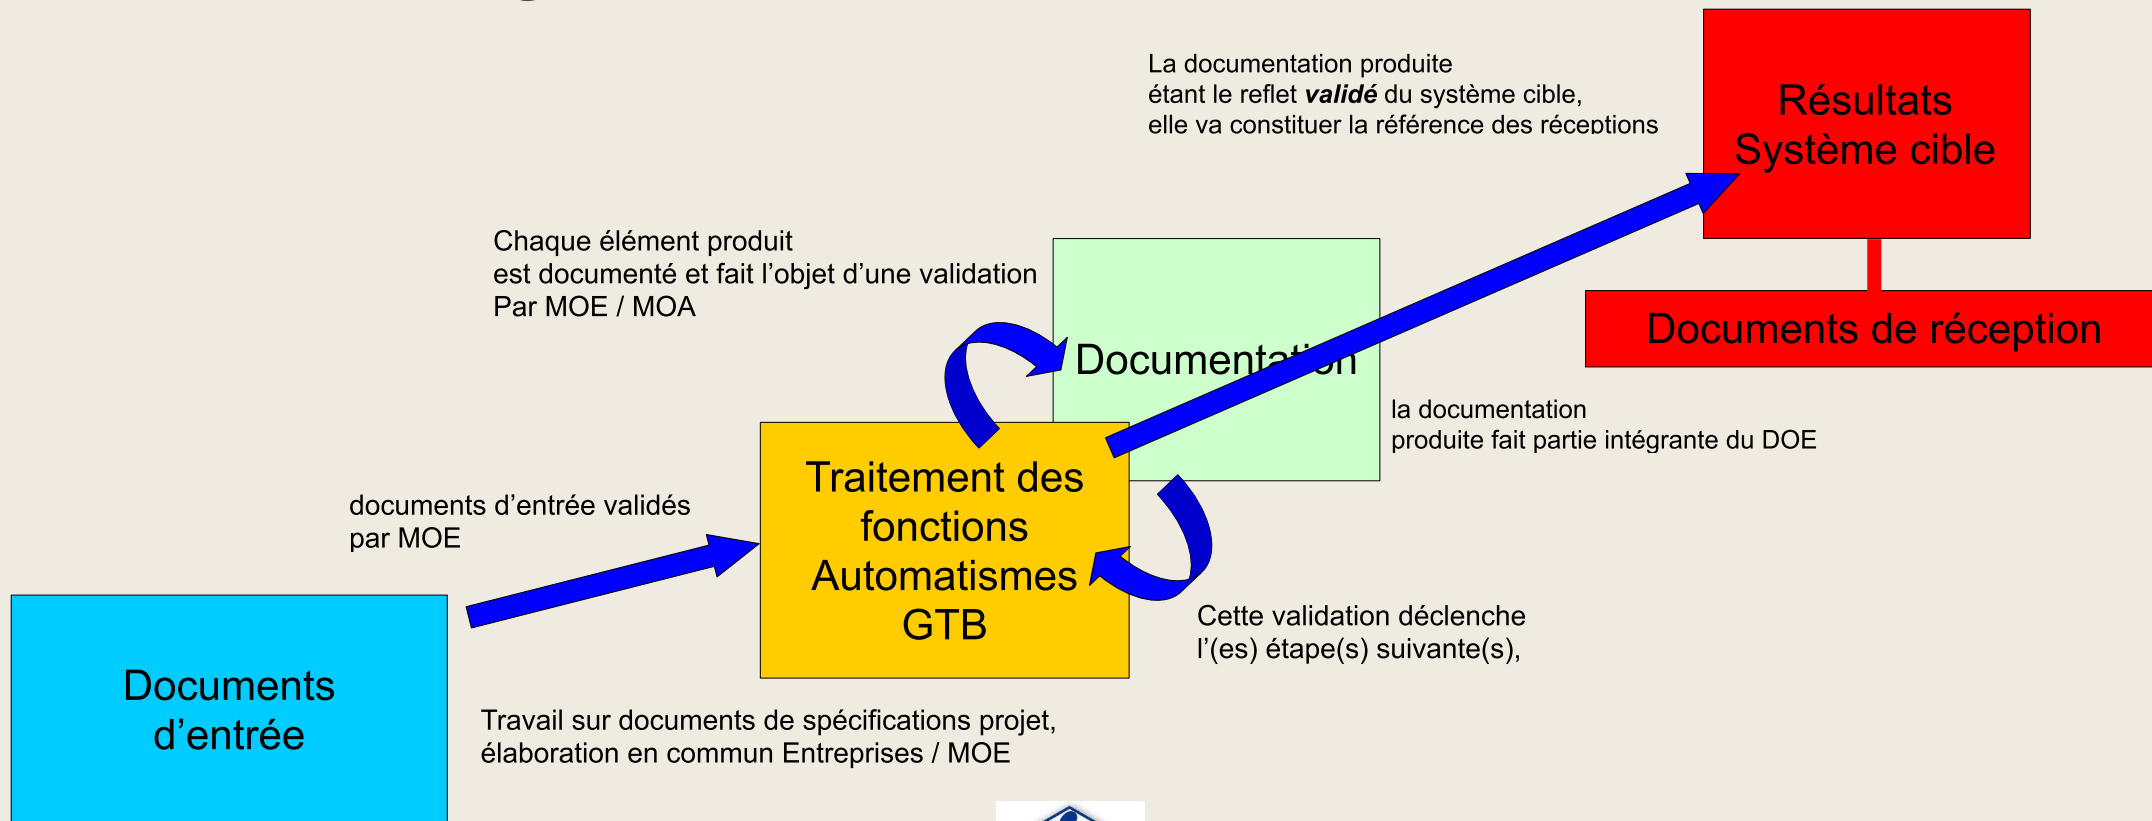 La documentation produite
étant le reflet validé du système cible,
elle va constituer la référence des réceptions
Résultats
Système cible
Chaque élément produit
est documenté et fait l’objet d’une validation
Par MOE / MOA
Documents de réception
Documentation
la documentation
produite fait partie intégrante du DOE
Traitement des
fonctions
Automatismes
GTB
documents d’entrée validés
par MOE
Cette validation déclenche
l’(es) étape(s) suivante(s),
Documents
d’entrée
Travail sur documents de spécifications projet,
élaboration en commun Entreprises / MOE